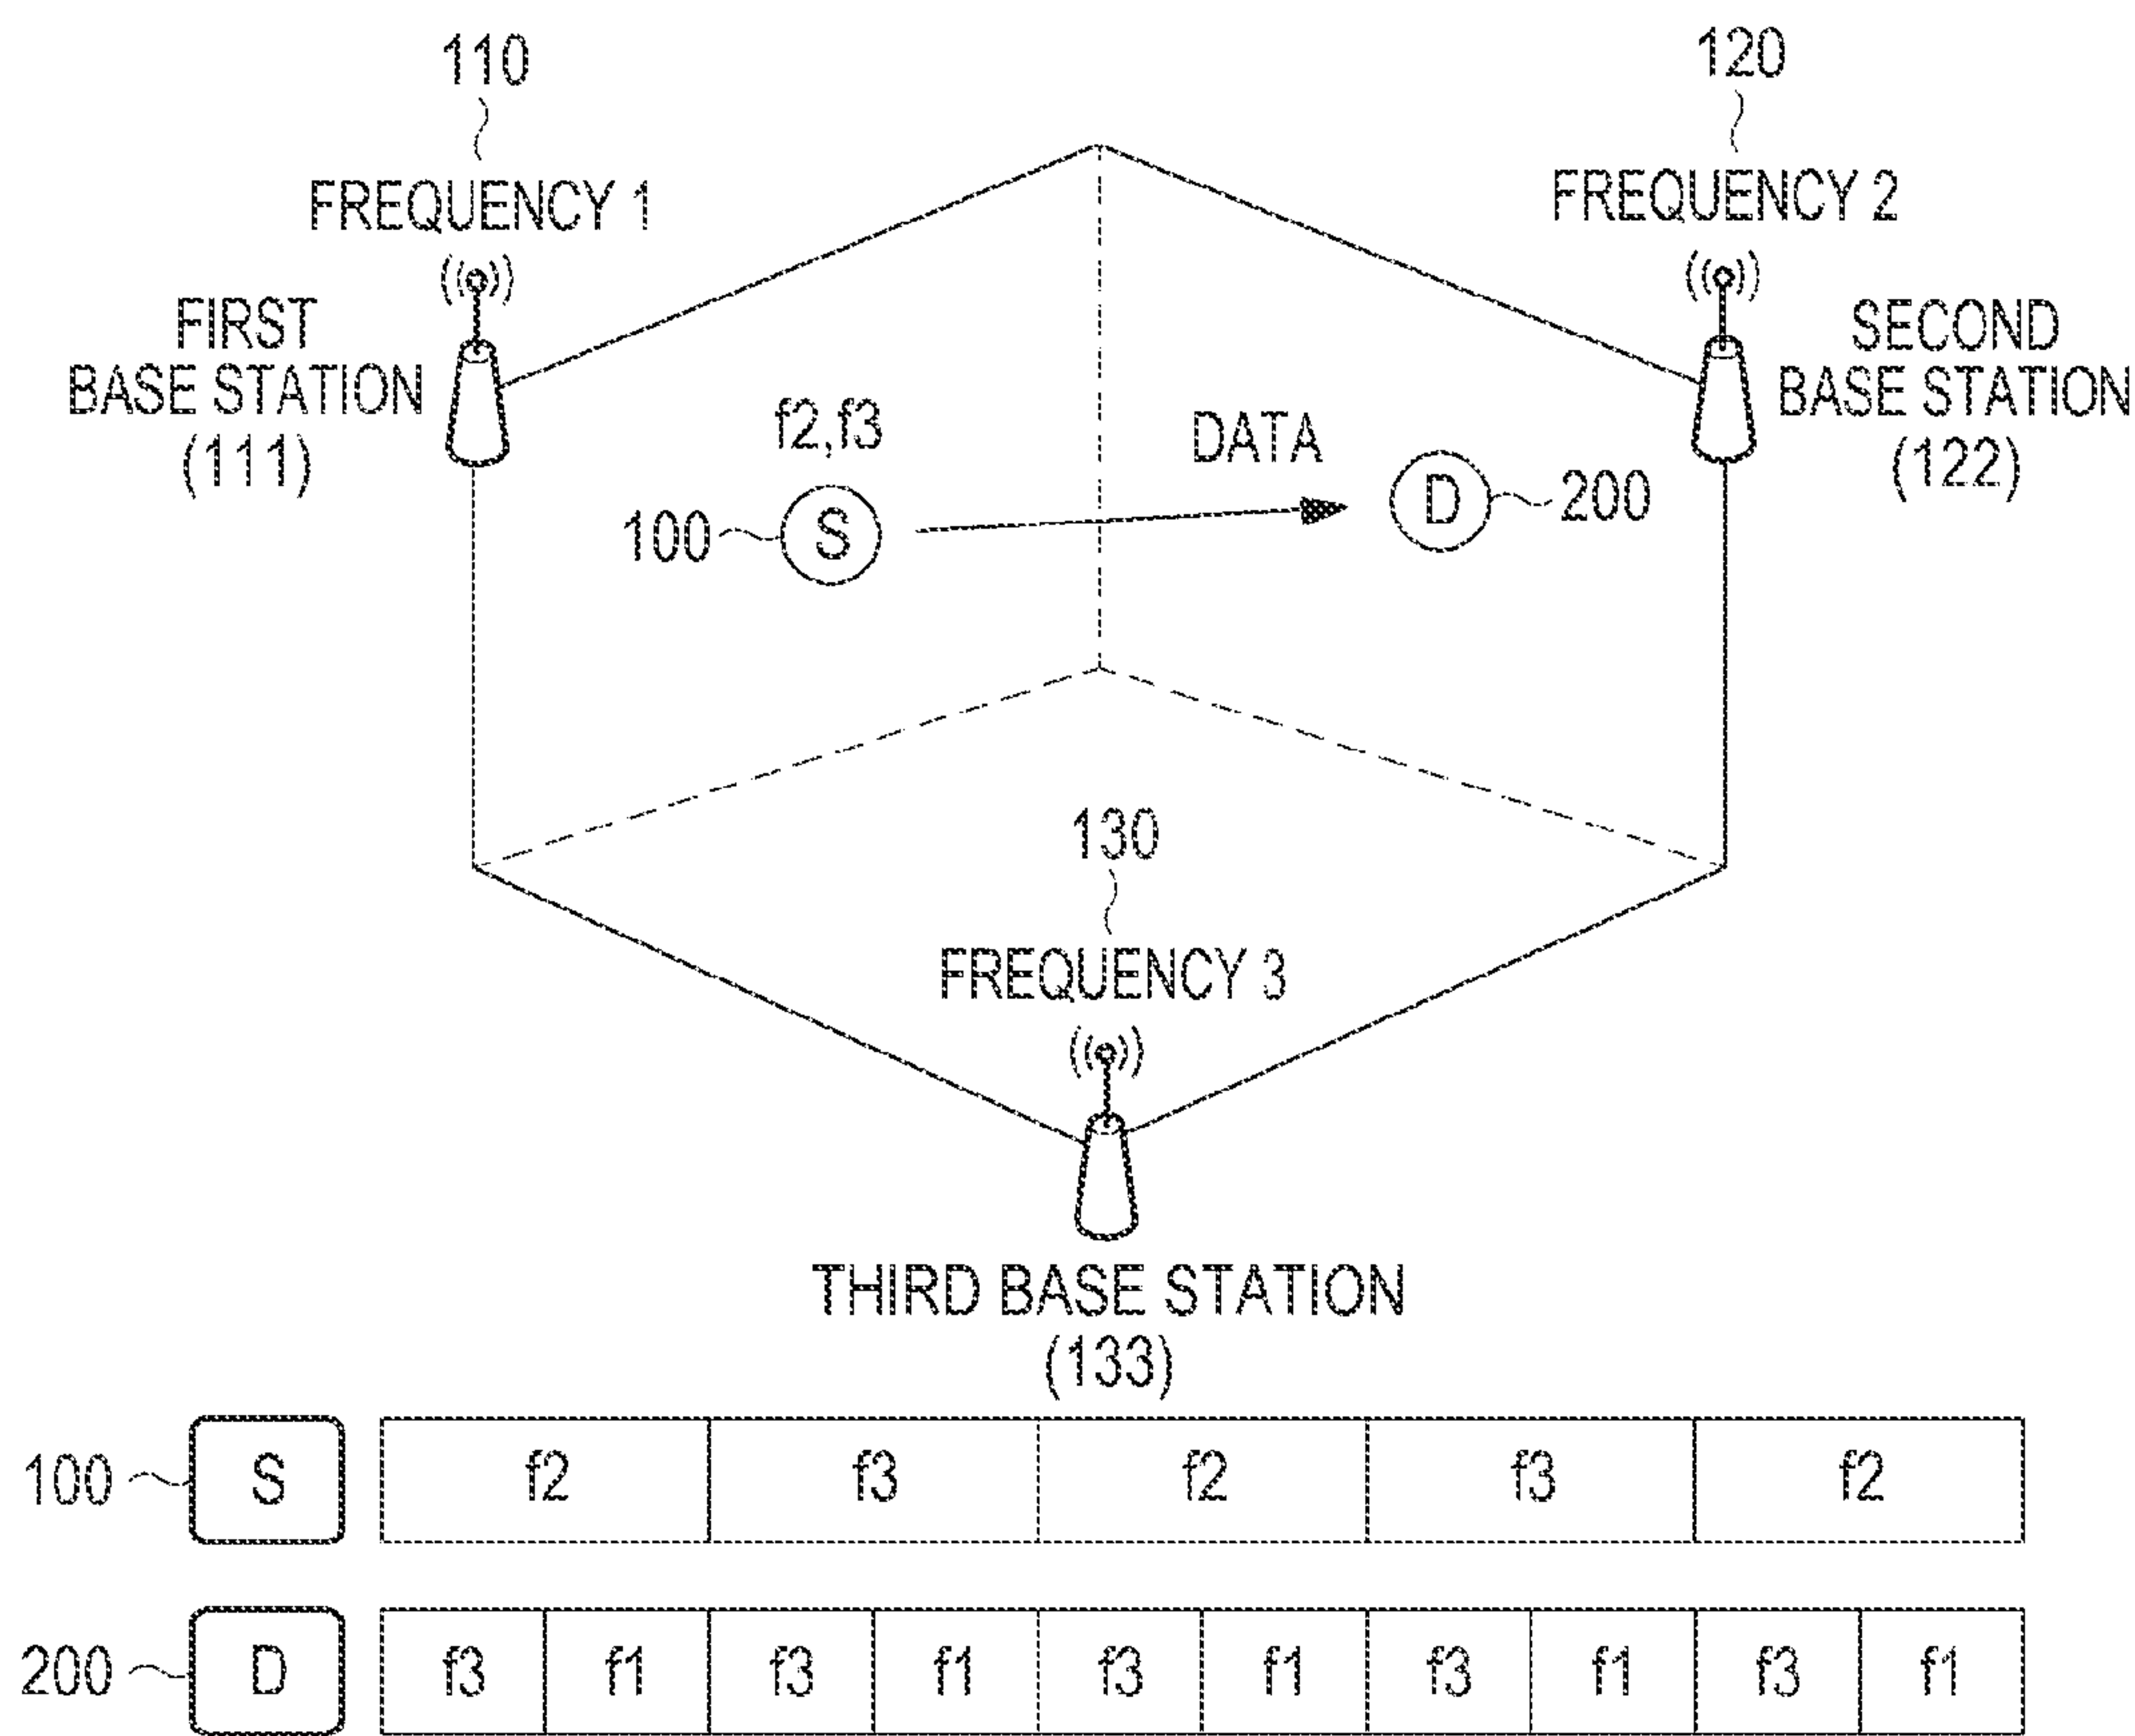 110
120
FREQUENCY 1
FREQUENCY 2
FIRST
BASE STATION
(111)
SECOND
BASE STATION
(122)
f2,f3
DATA
100
S
D
200
130
FREQUENCY 3
THIRD BASE STATION
(133)
100 S f2 f3 f2 f3 f2
200 D f3 f1 f3 f1 f3 f1 f3 f1 f3 f1